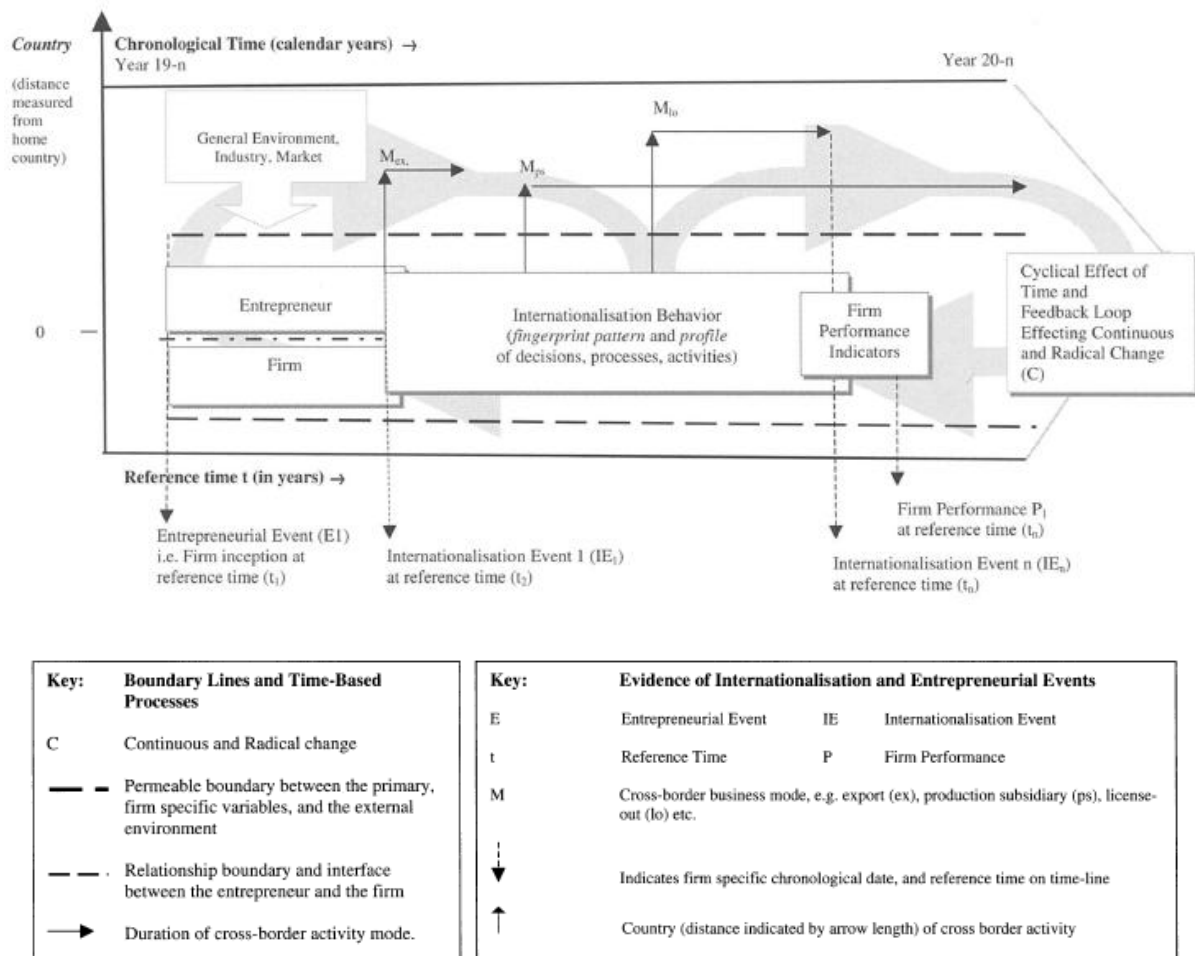 Country
Chronological Time (calendar years) →
Year 19-n
Year 20-n
(distance
measured
from
home
country)
General Environment,
Industry, Market
M_ex.
M_ps
M_lo
0
Entrepreneur
Firm
Internationalisation Behavior
(fingerprint pattern and profile
of decisions, processes, activities)
Firm
Performance
Indicators
Cyclical Effect of
Time and
Feedback Loop
Effecting Continuous
and Radical Change
(C)
Reference time t (in years) →
Entrepreneurial Event (E1)
i.e. Firm inception at
reference time (t₁)
Internationalisation Event 1 (IE₁)
at reference time (t₂)
Firm Performance P₁
at reference time (tₙ)
Internationalisation Event n (IEₙ)
at reference time (tₙ)
Key: Boundary Lines and Time-Based
Processes
C Continuous and Radical change
Permeable boundary between the primary,
firm specific variables, and the external
environment
Relationship boundary and interface
between the entrepreneur and the firm
Duration of cross-border activity mode.
Key: Evidence of Internationalisation and Entrepreneurial Events
E Entrepreneurial Event IE Internationalisation Event
t Reference Time P Firm Performance
M Cross-border business mode, e.g. export (ex), production subsidiary (ps), license-
out (lo) etc.
Indicates firm specific chronological date, and reference time on time-line
Country (distance indicated by arrow length) of cross border activity